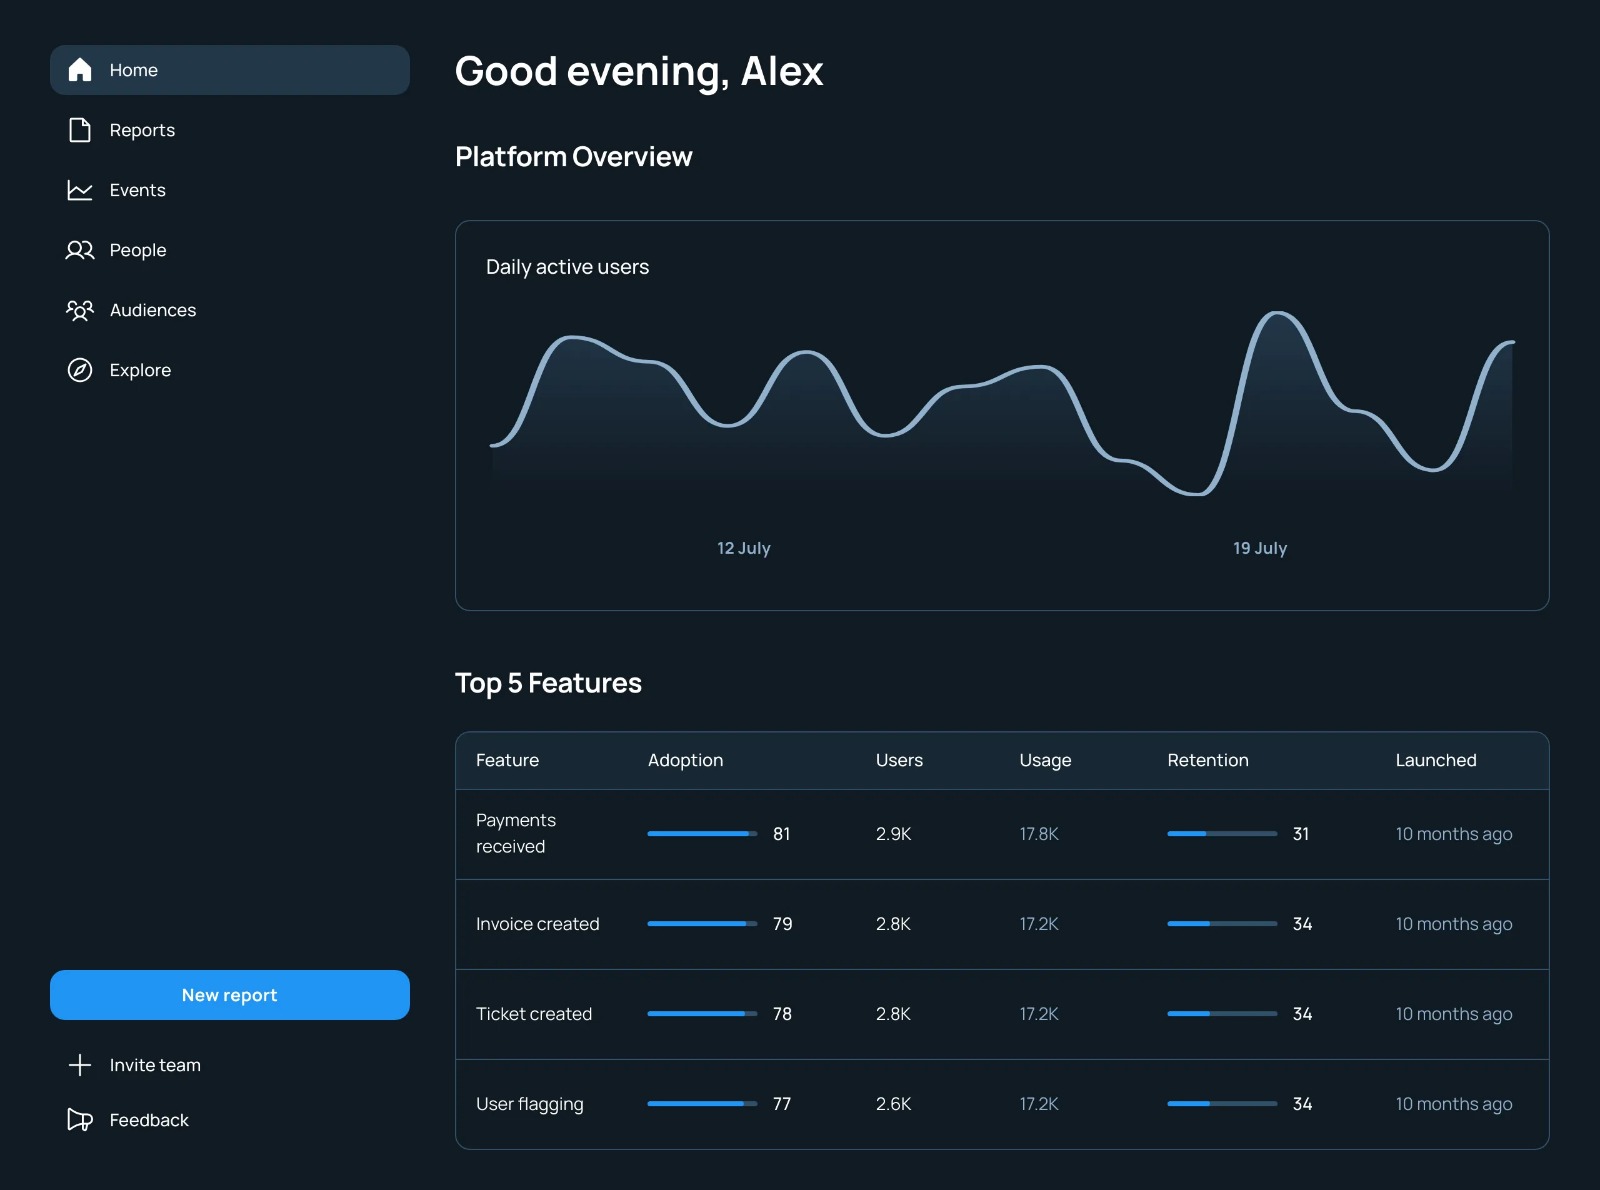 Home
Reports
Events
People
Audiences
Explore
New report
Invite team
Feedback
Good evening, Alex
Platform Overview
Daily active users
12 July
19 July
Top 5 Features
Feature Adoption Users Usage Retention Launched
Payments
received
81 2.9K 17.8K 31 10 months ago
Invoice created 79 2.8K 17.2K 34 10 months ago
Ticket created 78 2.8K 17.2K 34 10 months ago
User flagging 77 2.6K 17.2K 34 10 months ago